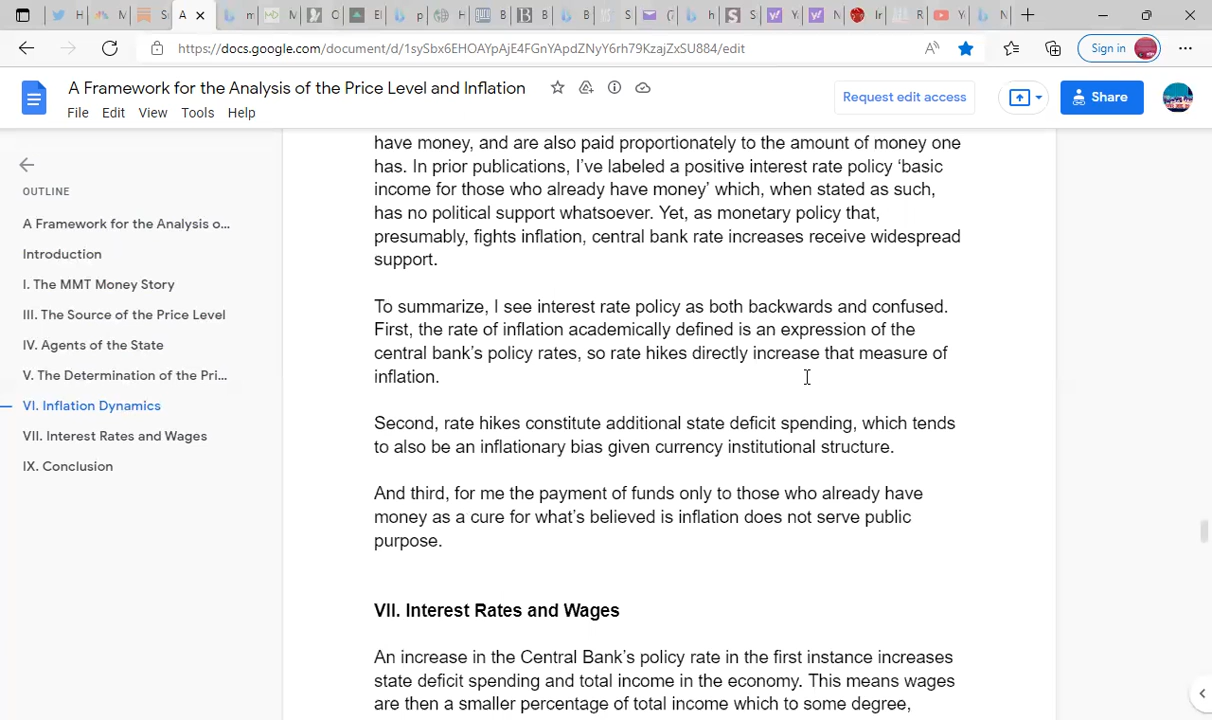 https://docs.google.com/document/d/1sySbx6EHOAYpAjE4FGnYApdZNyY6rh79KzajZxSU884/edit
Sign in
A Framework for the Analysis of the Price Level and Inflation
Request edit access
Share
File Edit View Tools Help
OUTLINE
A Framework for the Analysis o...
Introduction
I. The MMT Money Story
III. The Source of the Price Level
IV. Agents of the State
V. The Determination of the Pri...
VI. Inflation Dynamics
VII. Interest Rates and Wages
IX. Conclusion
have money, and are also paid proportionately to the amount of money one
has. In prior publications, I’ve labeled a positive interest rate policy ‘basic
income for those who already have money’ which, when stated as such,
has no political support whatsoever. Yet, as monetary policy that,
presumably, fights inflation, central bank rate increases receive widespread
support.
To summarize, I see interest rate policy as both backwards and confused.
First, the rate of inflation academically defined is an expression of the
central bank’s policy rates, so rate hikes directly increase that measure of
inflation.
Second, rate hikes constitute additional state deficit spending, which tends
to also be an inflationary bias given currency institutional structure.
And third, for me the payment of funds only to those who already have
money as a cure for what’s believed is inflation does not serve public
purpose.
VII. Interest Rates and Wages
An increase in the Central Bank’s policy rate in the first instance increases
state deficit spending and total income in the economy. This means wages
are then a smaller percentage of total income which to some degree,